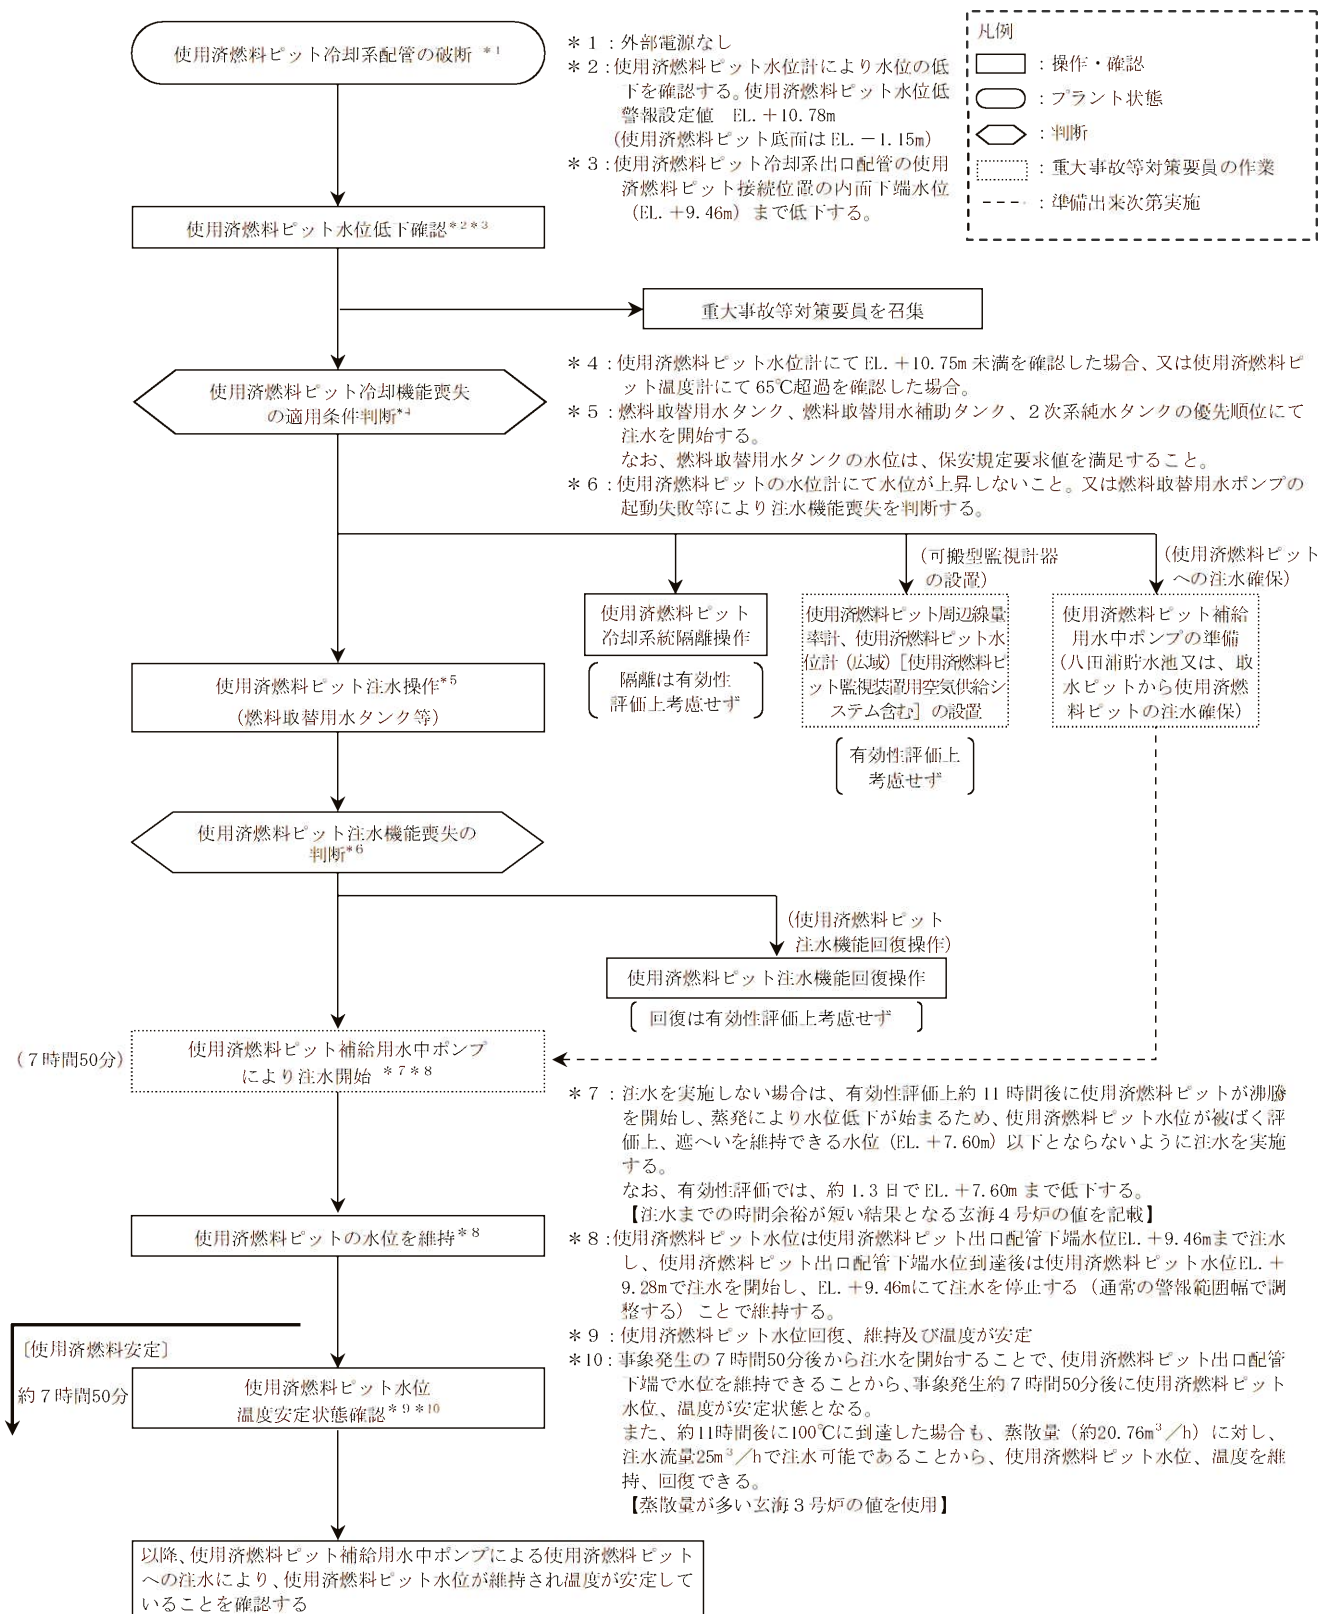 使用済燃料ピット冷却系配管の破断 *1
*1：外部電源なし
*2：使用済燃料ピット水位計により水位の低
下を確認する。使用済燃料ピット水位低
警報設定値　EL.＋10.78m
(使用済燃料ピット底面はEL.－1.15m)
*3：使用済燃料ピット冷却系出口配管の使用
済燃料ピット接続位置の内面下端水位
(EL.＋9.46m) まで低下する。
凡例
：操作・確認
：プラント状態
：判断
：重大事故等対策要員の作業
：準備出来次第実施
使用済燃料ピット水位低下確認*2*3
重大事故等対策要員を召集
使用済燃料ピット冷却機能喪失
の適用条件判断*4
*4：使用済燃料ピット水位計にてEL.＋10.75m 未満を確認した場合、又は使用済燃料ピ
ット温度計にて65℃超過を確認した場合。
*5：燃料取替用水タンク、燃料取替用水補助タンク、2次系純水タンクの優先順位にて
注水を開始する。
なお、燃料取替用水タンクの水位は、保安規定要求値を満足すること。
*6：使用済燃料ピットの水位計にて水位が上昇しないこと。又は燃料取替用水ポンプの
起動失敗等により注水機能喪失を判断する。
(可搬型監視計器
の設置)
(使用済燃料ピット
への注水確保)
使用済燃料ピット
冷却系統隔離操作
隔離は有効性
評価上考慮せず
使用済燃料ピット周辺線量
率計、使用済燃料ピット水
位計 (広域) [使用済燃料ピ
ット監視装置用空気供給シ
ステム含む] の設置
有効性評価上
考慮せず
使用済燃料ピット補給
用水中ポンプの準備
(八田浦貯水池又は、取
水ピットから使用済燃
料ピットの注水確保)
使用済燃料ピット注水操作*5
(燃料取替用水タンク等)
使用済燃料ピット注水機能喪失の
判断*6
(使用済燃料ピット
注水機能回復操作)
使用済燃料ピット注水機能回復操作
回復は有効性評価上考慮せず
(7時間50分)
使用済燃料ピット補給用水中ポンプ
により注水開始 *7*8
*7：注水を実施しない場合は、有効性評価上約11時間後に使用済燃料ピットが沸騰
を開始し、蒸発により水位低下が始まるため、使用済燃料ピット水位が被ばく評
価上、遮へいを維持できる水位 (EL.＋7.60m) 以下とならないように注水を実施
する。
なお、有効性評価では、約1.3日でEL.＋7.60mまで低下する。
【注水までの時間余裕が短い結果となる玄海4号炉の値を記載】
使用済燃料ピットの水位を維持*8
*8：使用済燃料ピット水位は使用済燃料ピット出口配管下端水位EL.＋9.46mまで注水
し、使用済燃料ピット出口配管下端水位到達後は使用済燃料ピット水位EL.＋
9.28mで注水を開始し、EL.＋9.46mにて注水を停止する (通常の警報範囲幅で調
整する) ことで維持する。
*9：使用済燃料ピット水位回復、維持及び温度が安定
*10：事象発生の7時間50分後から注水を開始することで、使用済燃料ピット出口配管
下端で水位を維持できることから、事象発生約7時間50分後に使用済燃料ピット
水位、温度が安定状態となる。
また、約11時間後に100℃に到達した場合も、蒸散量 (約20.76m³／h) に対し、
注水流量25m³／hで注水可能であることから、使用済燃料ピット水位、温度を維
持、回復できる。
【蒸散量が多い玄海3号炉の値を使用】
[使用済燃料安定]
約7時間50分
使用済燃料ピット水位
温度安定状態確認*9*10
以降、使用済燃料ピット補給用水中ポンプによる使用済燃料ピット
への注水により、使用済燃料ピット水位が維持され温度が安定して
いることを確認する